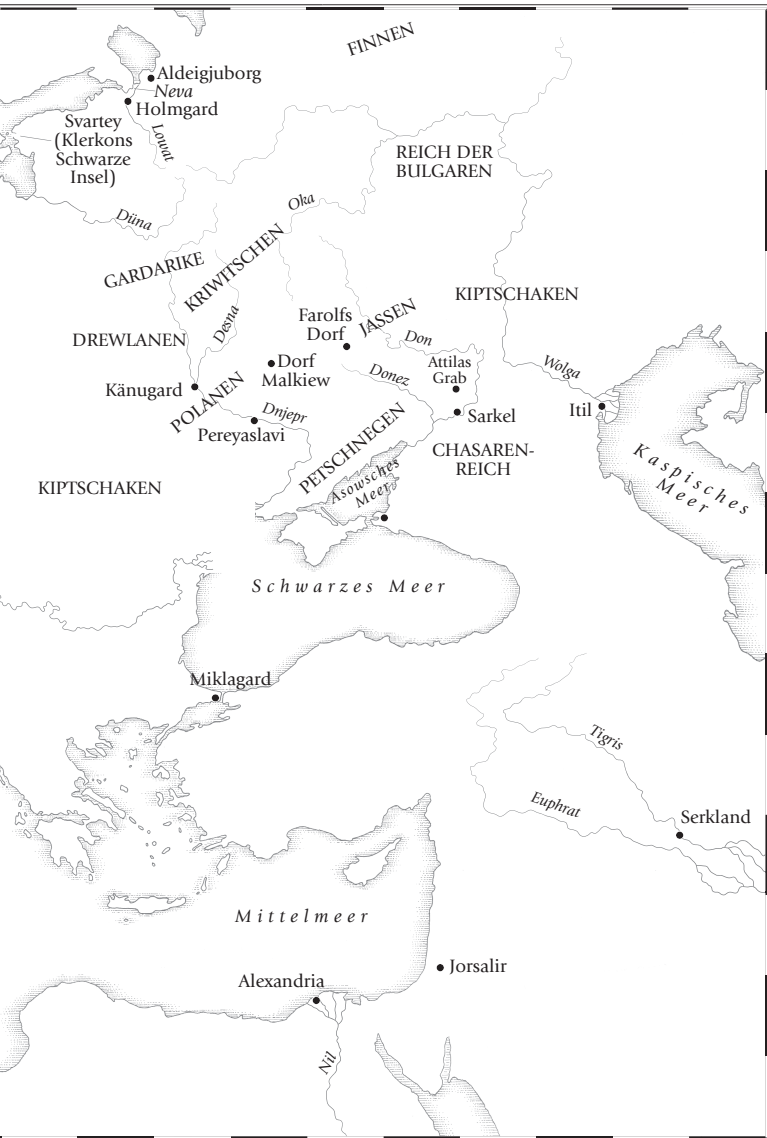 FINNEN
Aldeigjuborg
Neva
Holmgard
Svartey
(Klerkons
Schwarze
Insel)
Lowat
REICH DER
BULGAREN
Oka
Düna
GARDARIKE
KRIWITSCHEN
KIPTSCHAKEN
Farolfs
Dorf
JASSEN
Desna
DREWLANEN
Don
Dorf
Malkiew
Donez
Attilas
Grab
Wolga
Känugard
POLANEN
Itil
Sarkel
Dnjepr
Pereyaslavi
PETSCHNEGEN
CHASAREN-
REICH
Kaspisches
Meer
KIPTSCHAKEN
Asowsches
Meer
Schwarzes Meer
Miklagard
Tigris
Euphrat
Serkland
Mittelmeer
Jorsalir
Alexandria
Nil